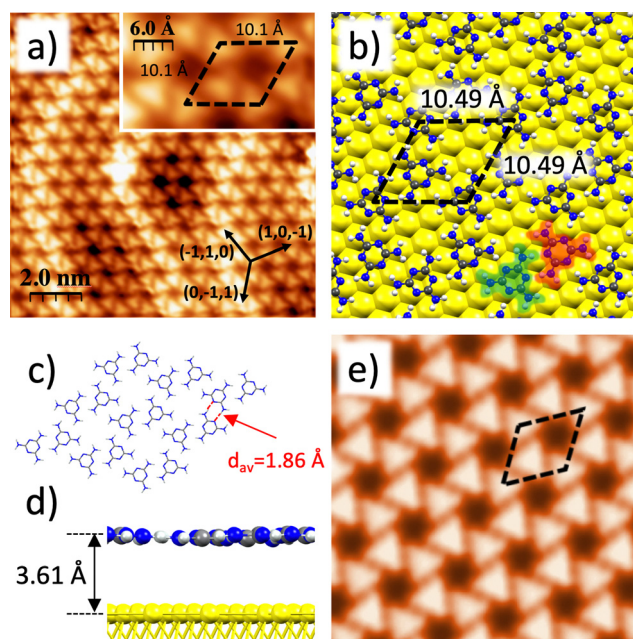 a)
6.0 Å
10.1 Å
10.1 Å
(1,0,-1)
(-1,1,0)
(0,-1,1)
2.0 nm
b)
10.49 Å
10.49 Å
c)
dav=1.86 Å
d)
3.61 Å
e)